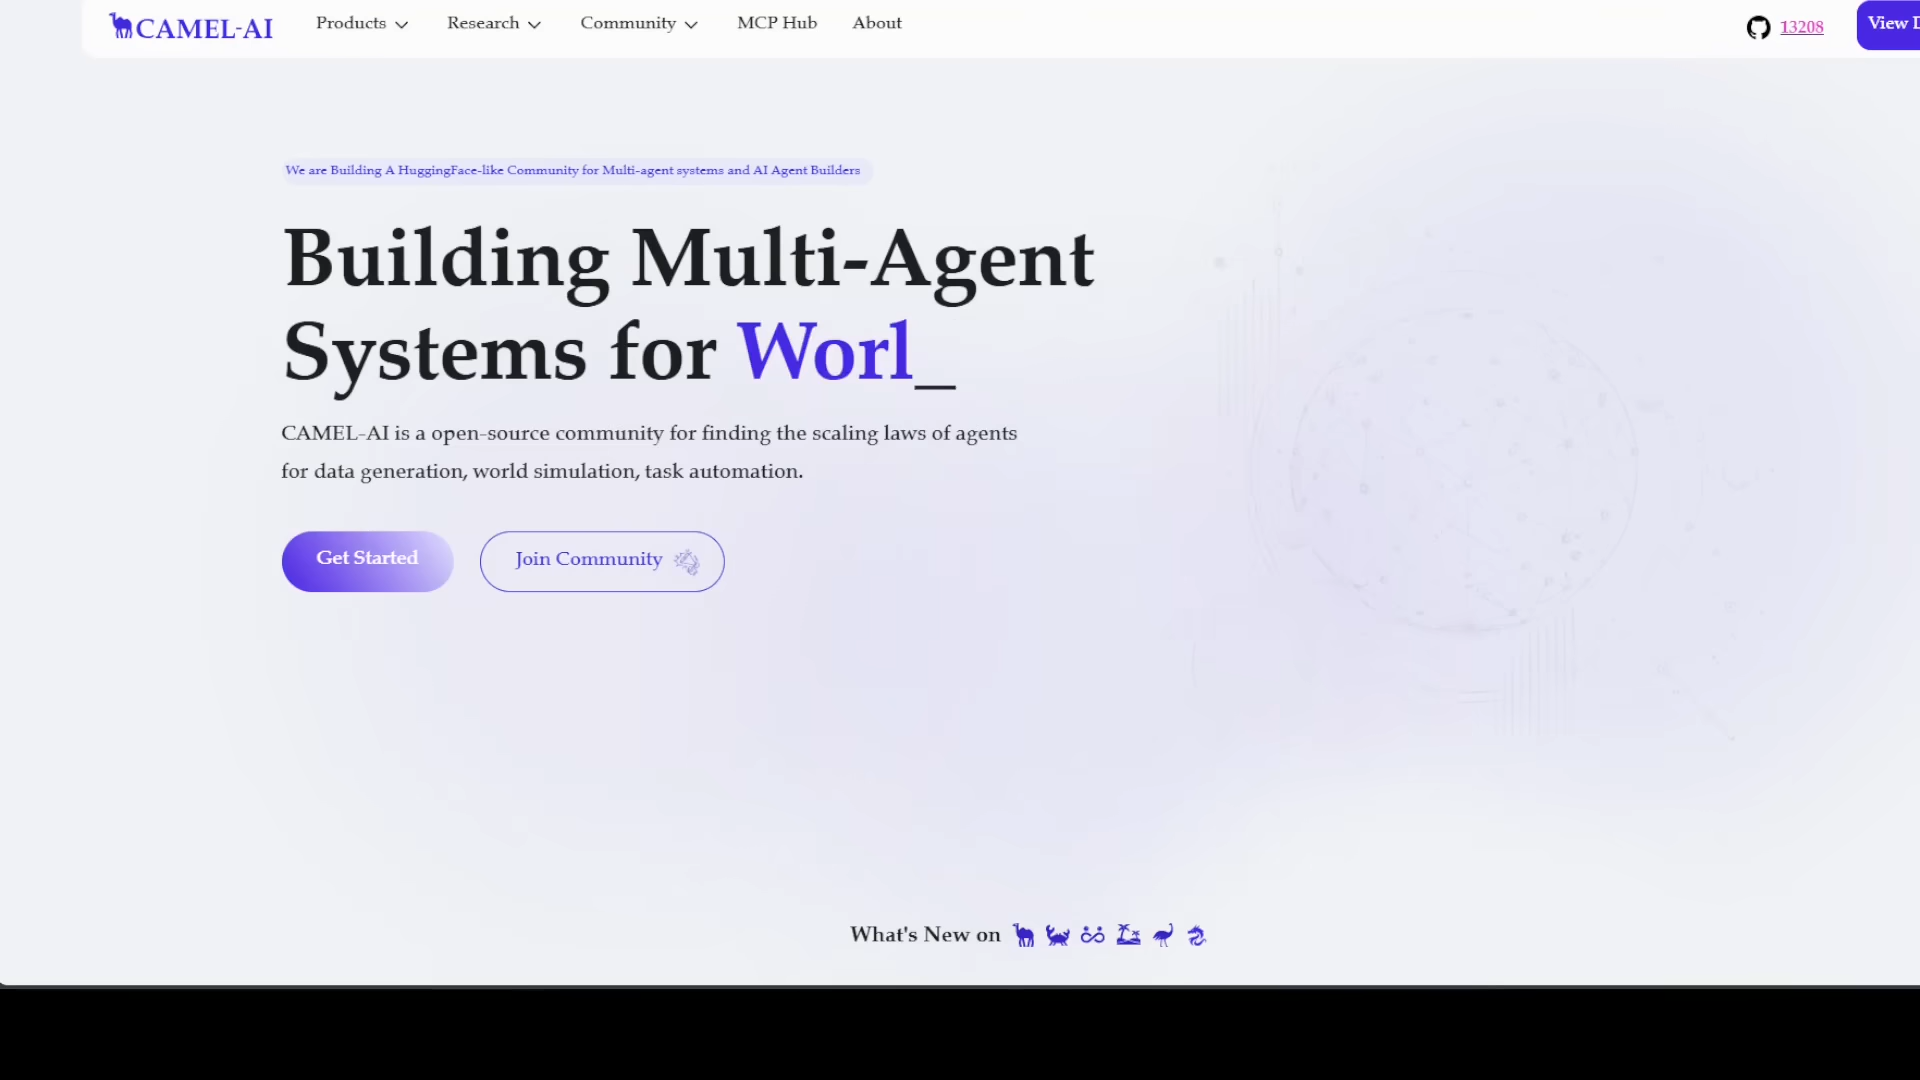 CAMEL-AI
Products
Research
Community
MCP Hub
About
13208
View
We are Building A HuggingFace-like Community for Multi-agent systems and AI Agent Builders
Building Multi-Agent
Systems for Worl_
CAMEL-AI is a open-source community for finding the scaling laws of agents
for data generation, world simulation, task automation.
Get Started
Join Community
What's New on